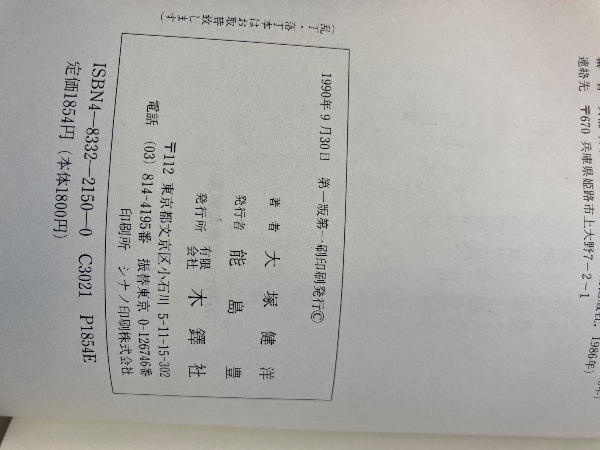 連絡先 〒670 兵庫県姫路市上大野7-2-1
1990年9月30日 第一版第一刷印刷発行©
著者 大塚健洋
発行者 能島豊
発行所 有限会社 木鐸社
〒112 東京都文京区小石川 5-11-15-302
電話 (03) 814-4195番 振替東京 0-126746番
印刷所 シナノ印刷株式会社
(乱丁・落丁本はお取替致します)
ISBN4-8332-2150-0 C3021 P1854E
定価1854円(本体1800円)